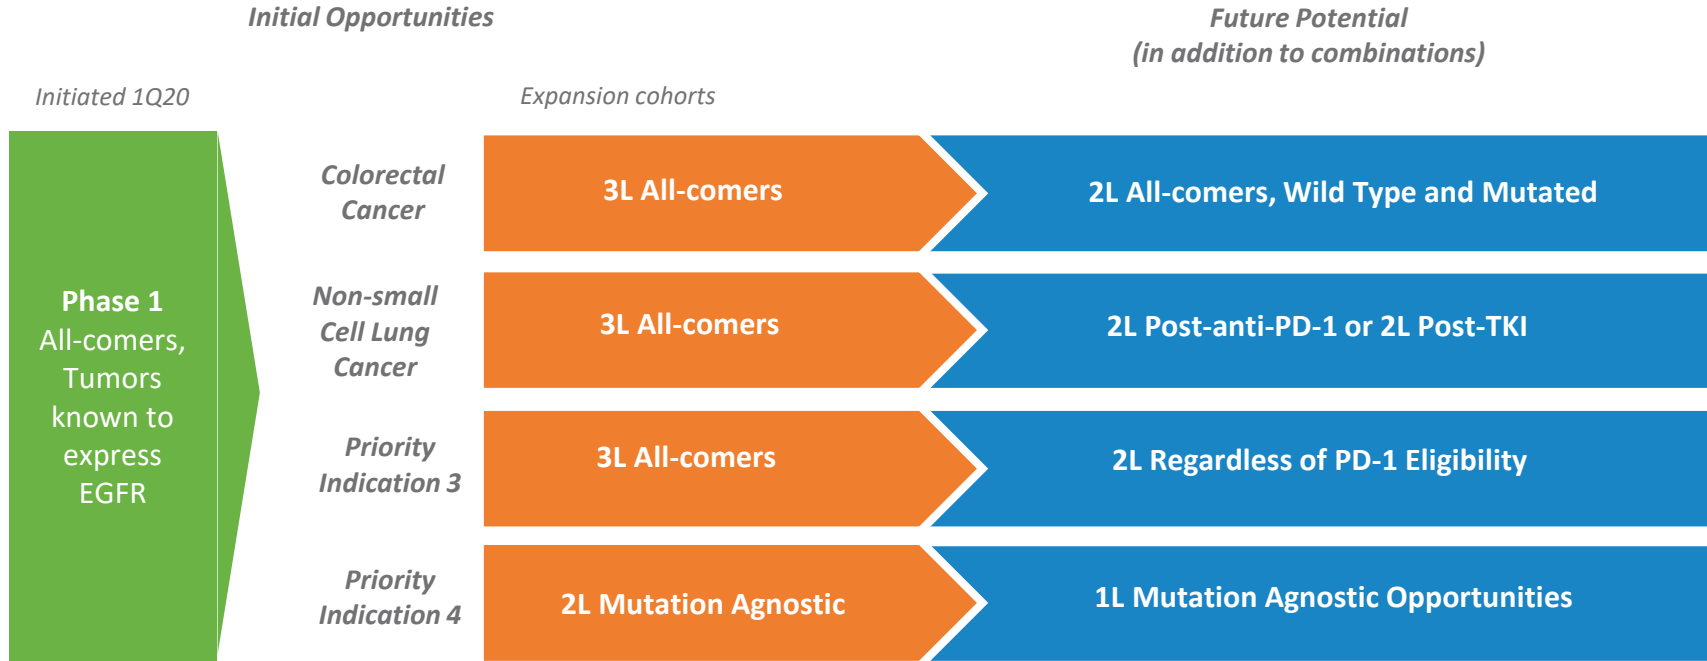 Initial Opportunities
Future Potential
(in addition to combinations)
Initiated 1Q20
Expansion cohorts
Phase 1
All-comers,
Tumors
known to
express
EGFR
Colorectal
Cancer
3L All-comers
2L All-comers, Wild Type and Mutated
Non-small
Cell Lung
Cancer
3L All-comers
2L Post-anti-PD-1 or 2L Post-TKI
Priority
Indication 3
3L All-comers
2L Regardless of PD-1 Eligibility
Priority
Indication 4
2L Mutation Agnostic
1L Mutation Agnostic Opportunities